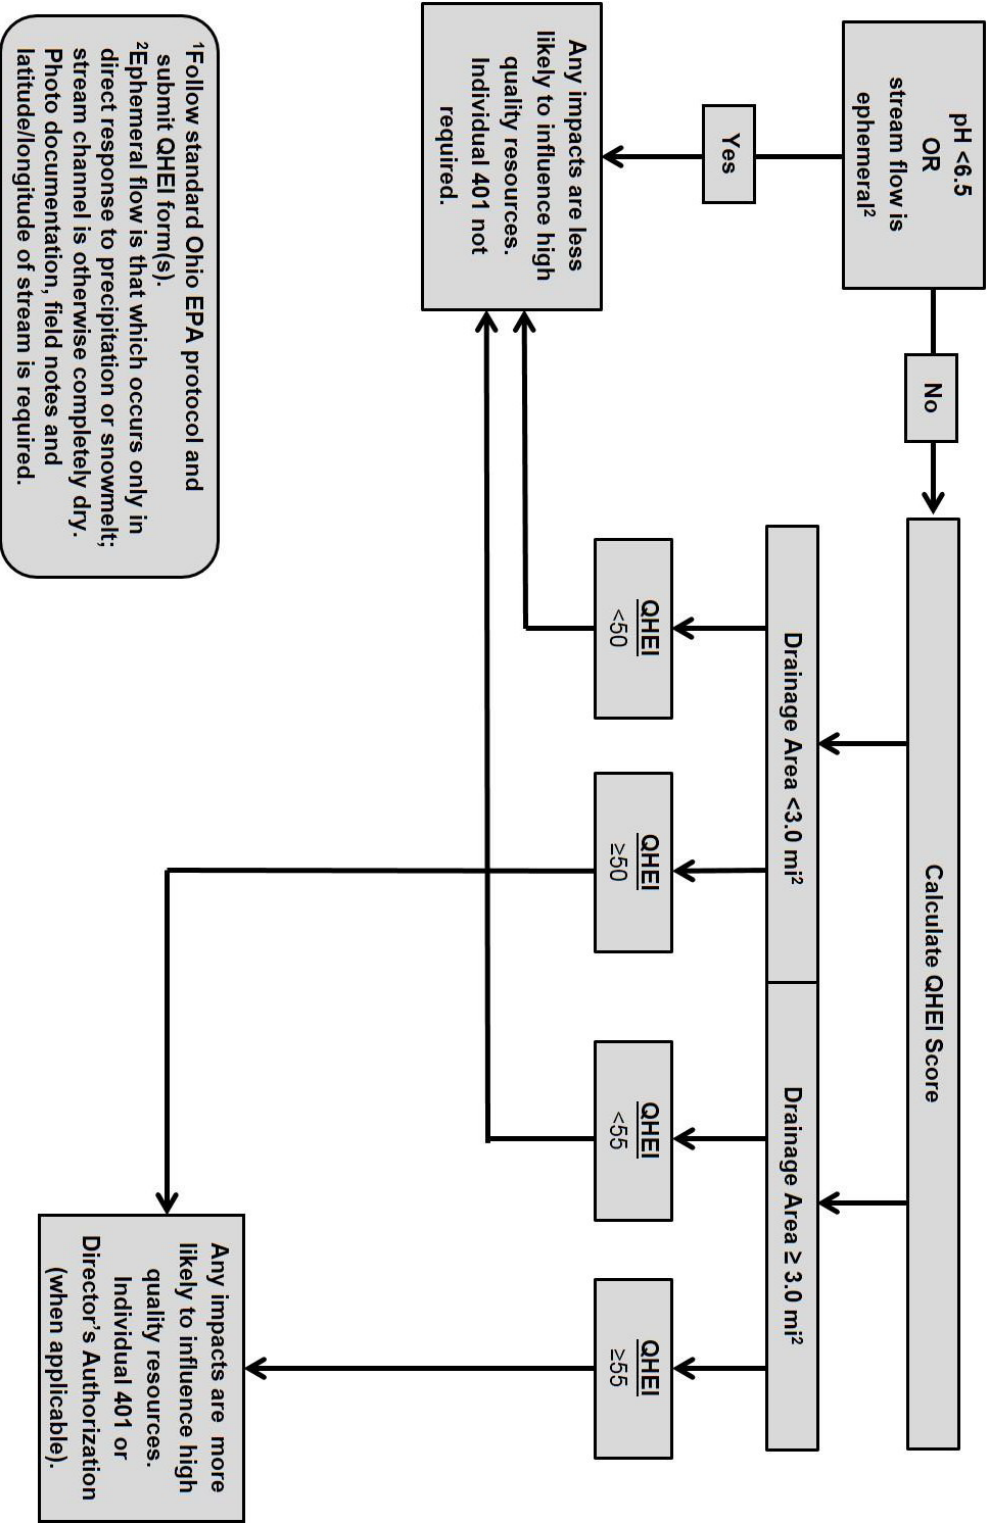 pH <6.5
OR
stream flow is
ephemeral²
No
Calculate QHEI Score
Yes
Drainage Area <3.0 mi²
Drainage Area ≥ 3.0 mi²
QHEI
<50
QHEI
≥50
QHEI
<55
QHEI
≥55
Any impacts are less
likely to influence high
quality resources.
Individual 401 not
required.
Any impacts are more
likely to influence high
quality resources.
Individual 401 or
Director's Authorization
(when applicable).
¹Follow standard Ohio EPA protocol and
submit QHEI form(s).
²Ephemeral flow is that which occurs only in
direct response to precipitation or snowmelt;
stream channel is otherwise completely dry.
Photo documentation, field notes and
latitude/longitude of stream is required.